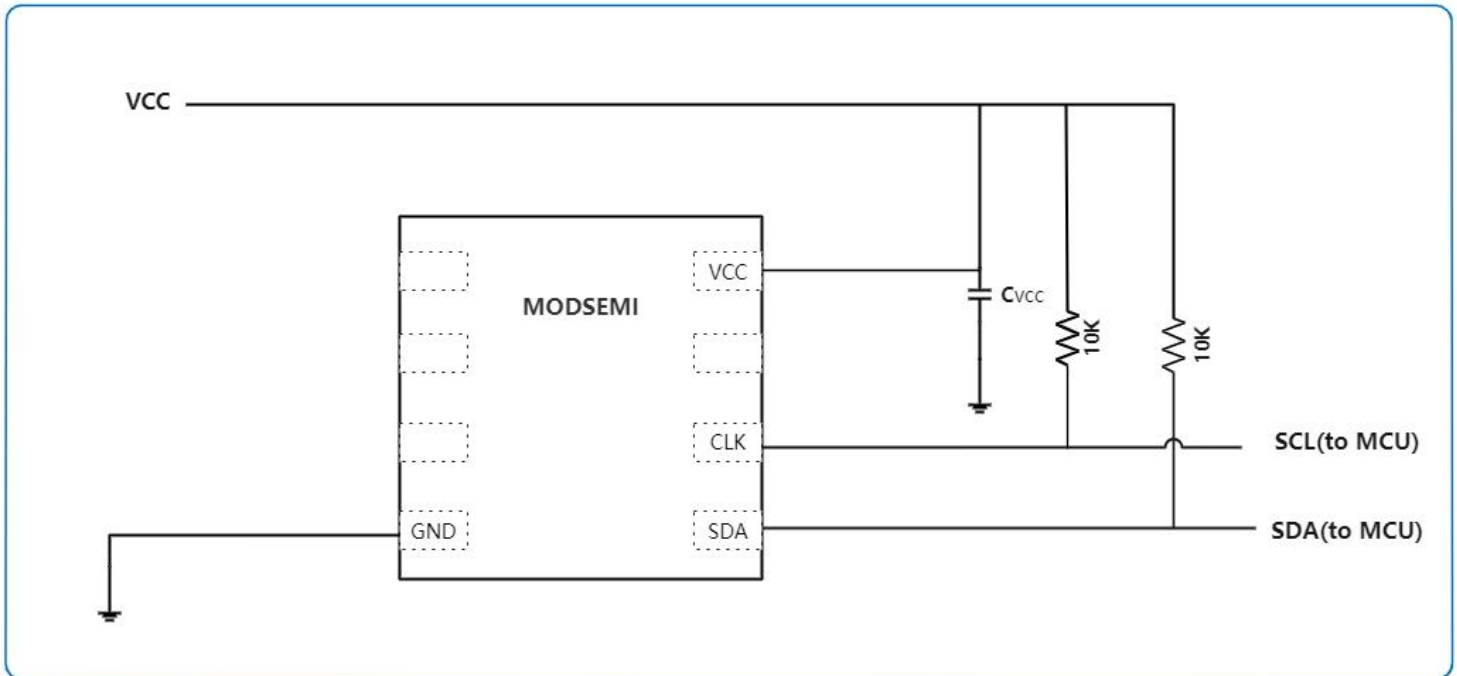 VCC
VCC
MODSEMI
CVCC
10K
10K
CLK
SCL(to MCU)
GND
SDA
SDA(to MCU)